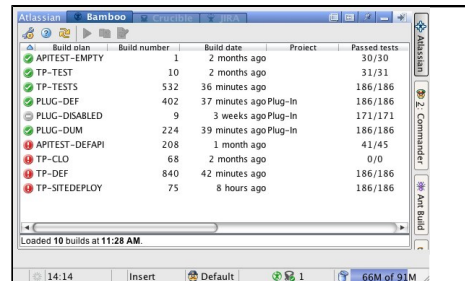 Atlassian Bamboo Crucible JIRA
Build plan Build number Build date Project Passed tests
APITEST-EMPTY 1 2 months ago 30/30
TP-TEST 10 2 months ago 31/31
TP-TESTS 532 36 minutes ago 186/186
PLUG-DEF 402 37 minutes ago Plug-In 186/186
PLUG-DISABLED 9 3 weeks ago Plug-In 171/171
PLUG-DUM 224 39 minutes ago Plug-In 186/186
APITEST-DEFAPI 208 1 month ago 41/45
TP-CLO 68 2 months ago 0/0
TP-DEF 840 42 minutes ago 186/186
TP-SITEDEPLOY 75 8 hours ago 186/186
Loaded 10 builds at 11:28 AM.
Atlassian
2: Commander
Ant Build
14:14 Insert Default 1 66M of 91M